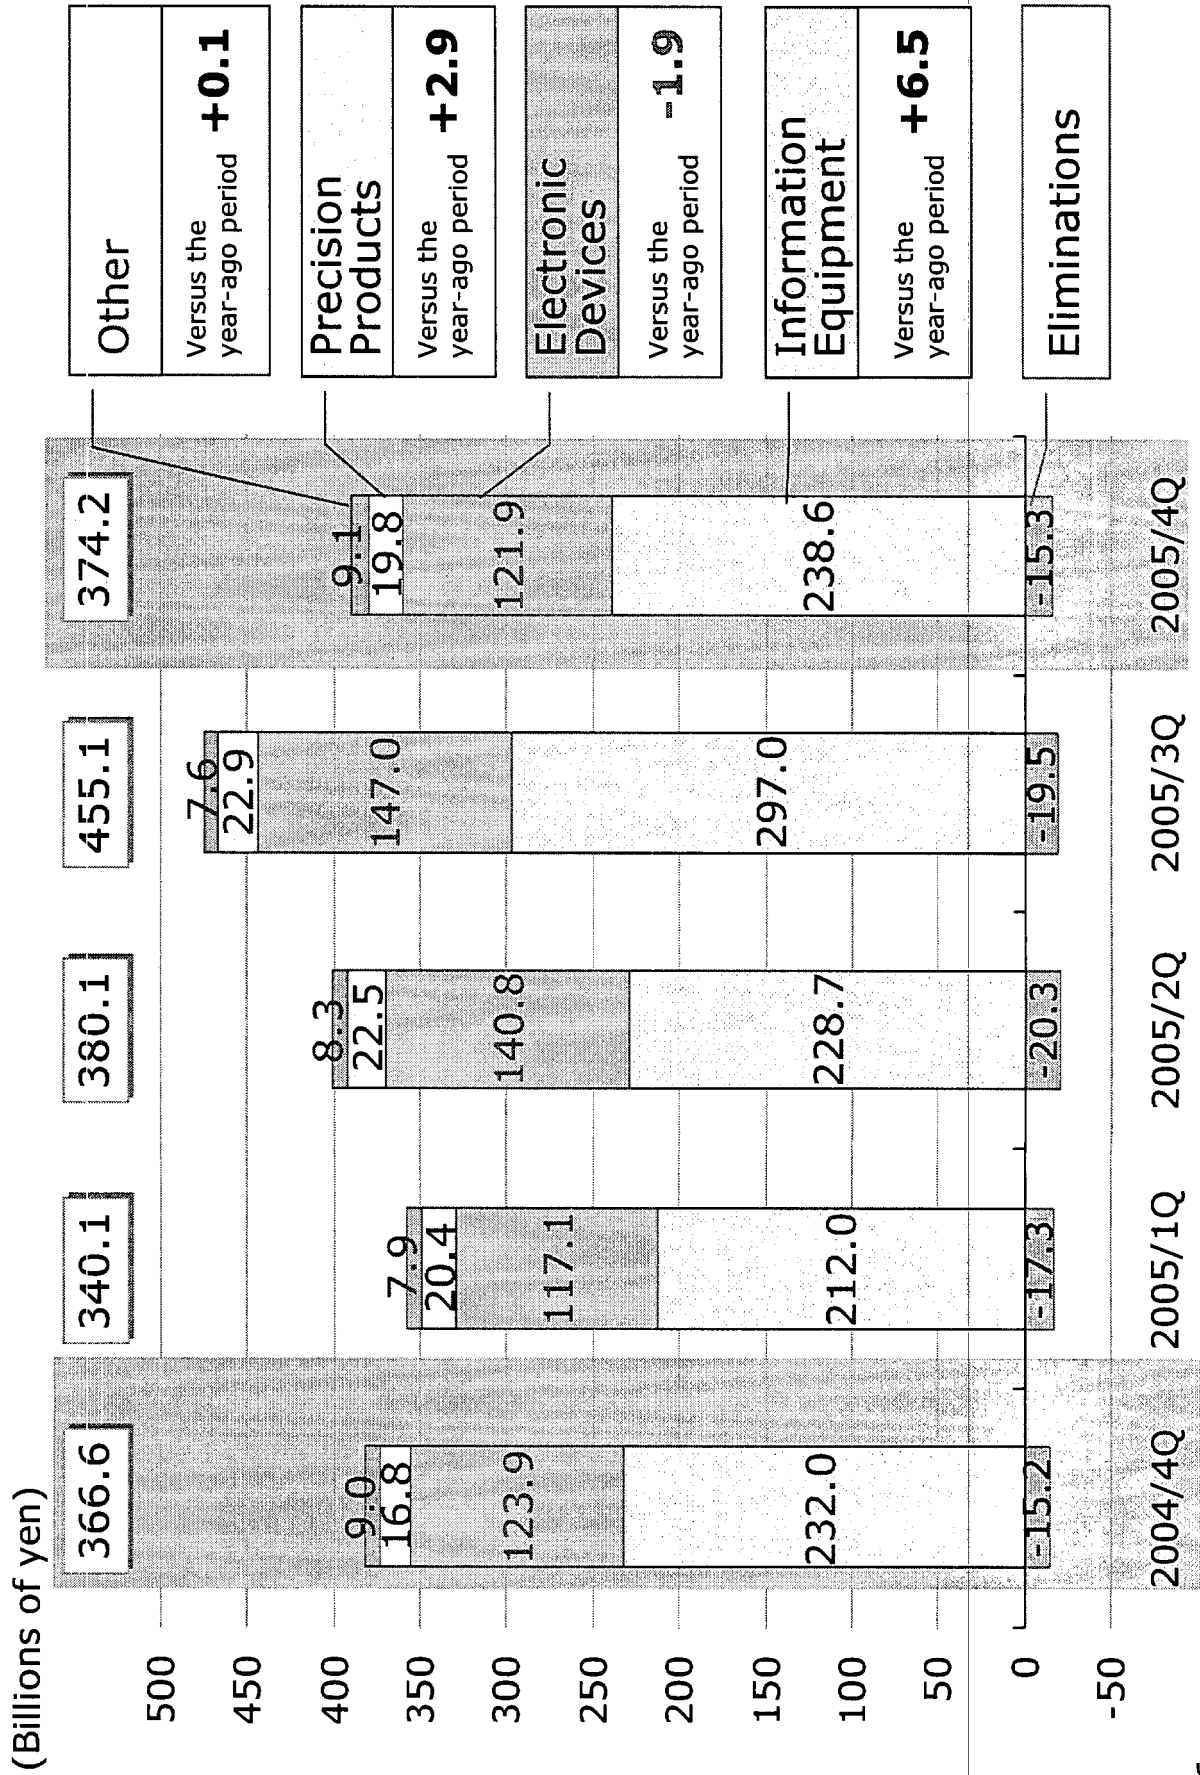 (Billions of yen)
366.6
340.1
380.1
455.1
374.2
500
450
400
350
300
250
200
150
100
50
0
-50
9.0
16.8
123.9
232.0
-15.2
7.9
20.4
117.1
212.0
-17.3
8.3
22.5
140.8
228.7
-20.3
7.6
22.9
147.0
297.0
-19.5
9.1
19.8
121.9
238.6
-15.3
2004/4Q
2005/1Q
2005/2Q
2005/3Q
2005/4Q
Other
Versus the
year-ago period +0.1
Precision
Products
Versus the
year-ago period +2.9
Electronic
Devices
Versus the
year-ago period -1.9
Information
Equipment
Versus the
year-ago period +6.5
Eliminations